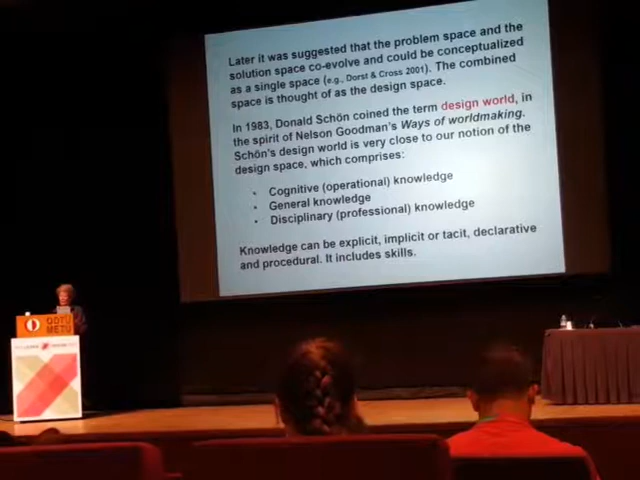 Later it was suggested that the problem space and the
solution space co-evolve and could be conceptualized
as a single space (e.g., Dorst & Cross 2001). The combined
space is thought of as the design space.
In 1983, Donald Schön coined the term design world, in
the spirit of Nelson Goodman's Ways of worldmaking.
Schön's design world is very close to our notion of the
design space, which comprises:
• Cognitive (operational) knowledge
• General knowledge
• Disciplinary (professional) knowledge
Knowledge can be explicit, implicit or tacit, declarative
and procedural. It includes skills.
ODTÜ
METU